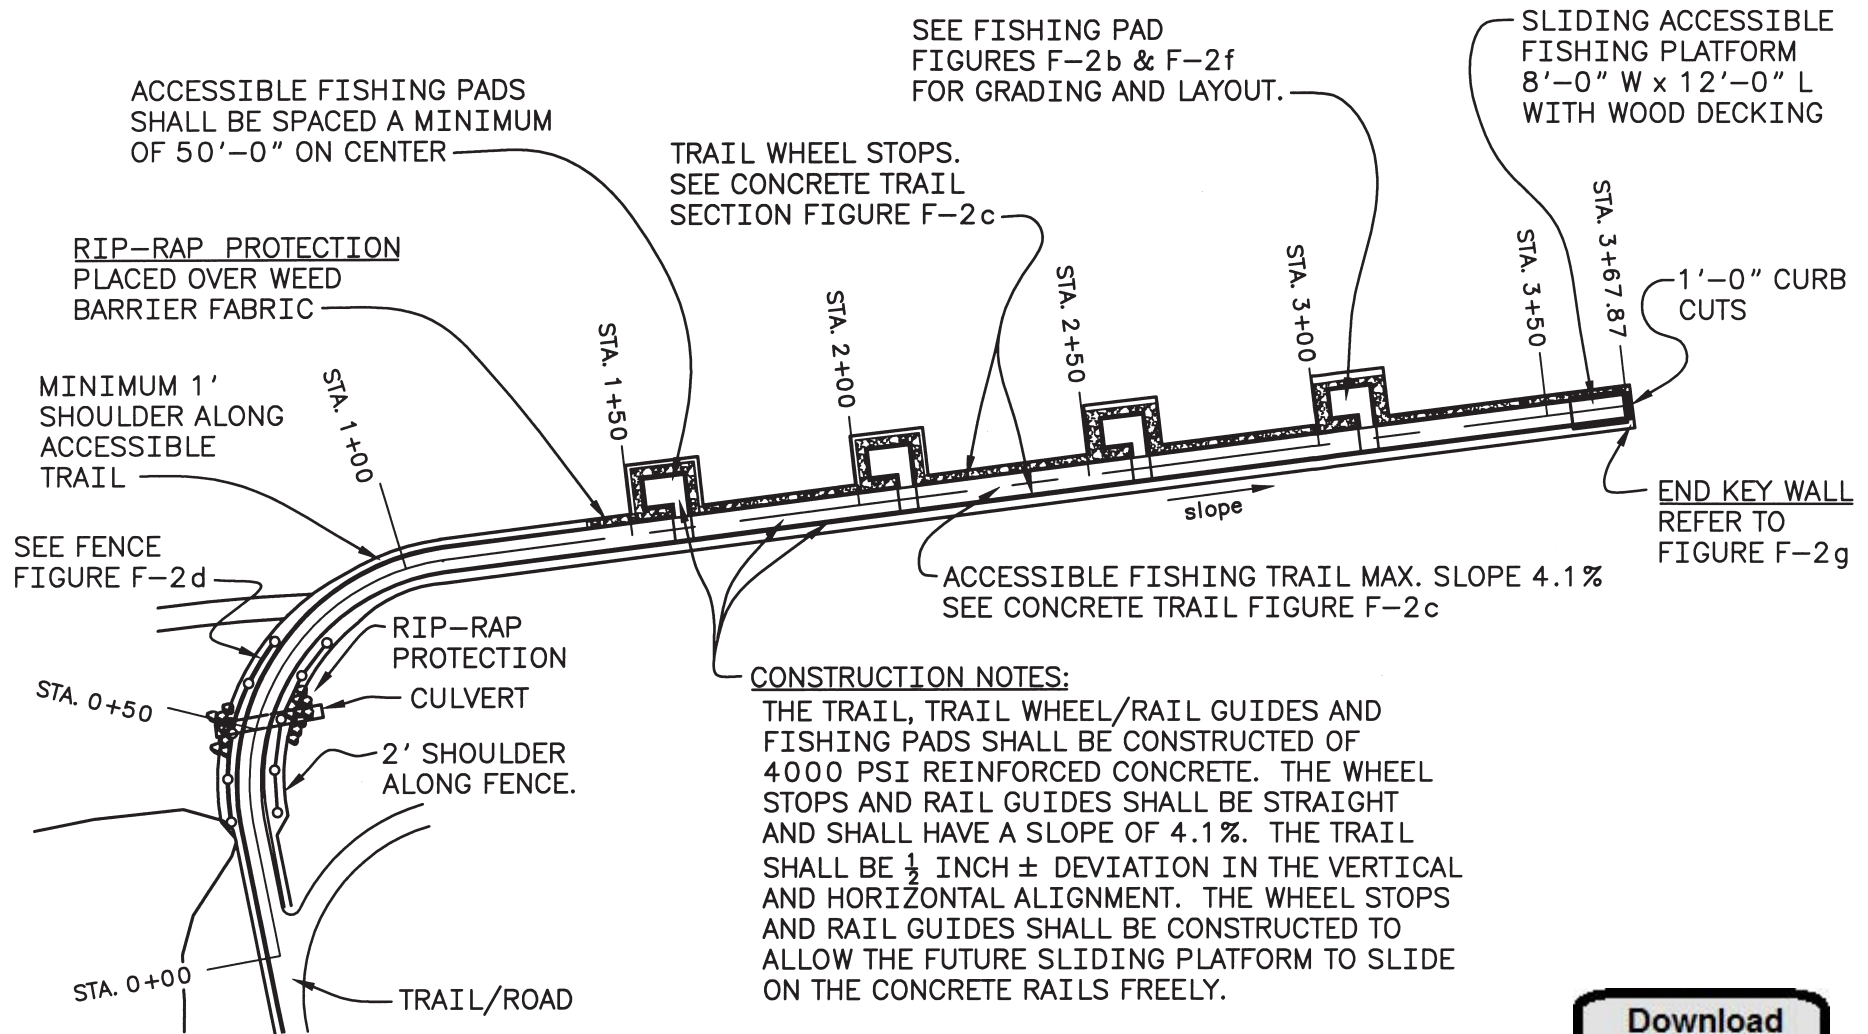 SEE FISHING PAD
FIGURES F-2b & F-2f
FOR GRADING AND LAYOUT.
SLIDING ACCESSIBLE
FISHING PLATFORM
8'-0" W x 12'-0" L
WITH WOOD DECKING
ACCESSIBLE FISHING PADS
SHALL BE SPACED A MINIMUM
OF 50'-0" ON CENTER
TRAIL WHEEL STOPS.
SEE CONCRETE TRAIL
SECTION FIGURE F-2c
RIP-RAP PROTECTION
PLACED OVER WEED
BARRIER FABRIC
1'-0" CURB
CUTS
STA. 1+00
STA. 1+50
STA. 2+00
STA. 2+50
STA. 3+00
STA. 3+50
STA. 3+67.87
MINIMUM 1'
SHOULDER ALONG
ACCESSIBLE
TRAIL
slope
END KEY WALL
REFER TO
FIGURE F-2g
SEE FENCE
FIGURE F-2d
ACCESSIBLE FISHING TRAIL MAX. SLOPE 4.1%
SEE CONCRETE TRAIL FIGURE F-2c
RIP-RAP
PROTECTION
STA. 0+50
CULVERT
2' SHOULDER
ALONG FENCE.
CONSTRUCTION NOTES:
THE TRAIL, TRAIL WHEEL/RAIL GUIDES AND
FISHING PADS SHALL BE CONSTRUCTED OF
4000 PSI REINFORCED CONCRETE. THE WHEEL
STOPS AND RAIL GUIDES SHALL BE STRAIGHT
AND SHALL HAVE A SLOPE OF 4.1%. THE TRAIL
SHALL BE ½ INCH ± DEVIATION IN THE VERTICAL
AND HORIZONTAL ALIGNMENT. THE WHEEL STOPS
AND RAIL GUIDES SHALL BE CONSTRUCTED TO
ALLOW THE FUTURE SLIDING PLATFORM TO SLIDE
ON THE CONCRETE RAILS FREELY.
STA. 0+00
TRAIL/ROAD
Download